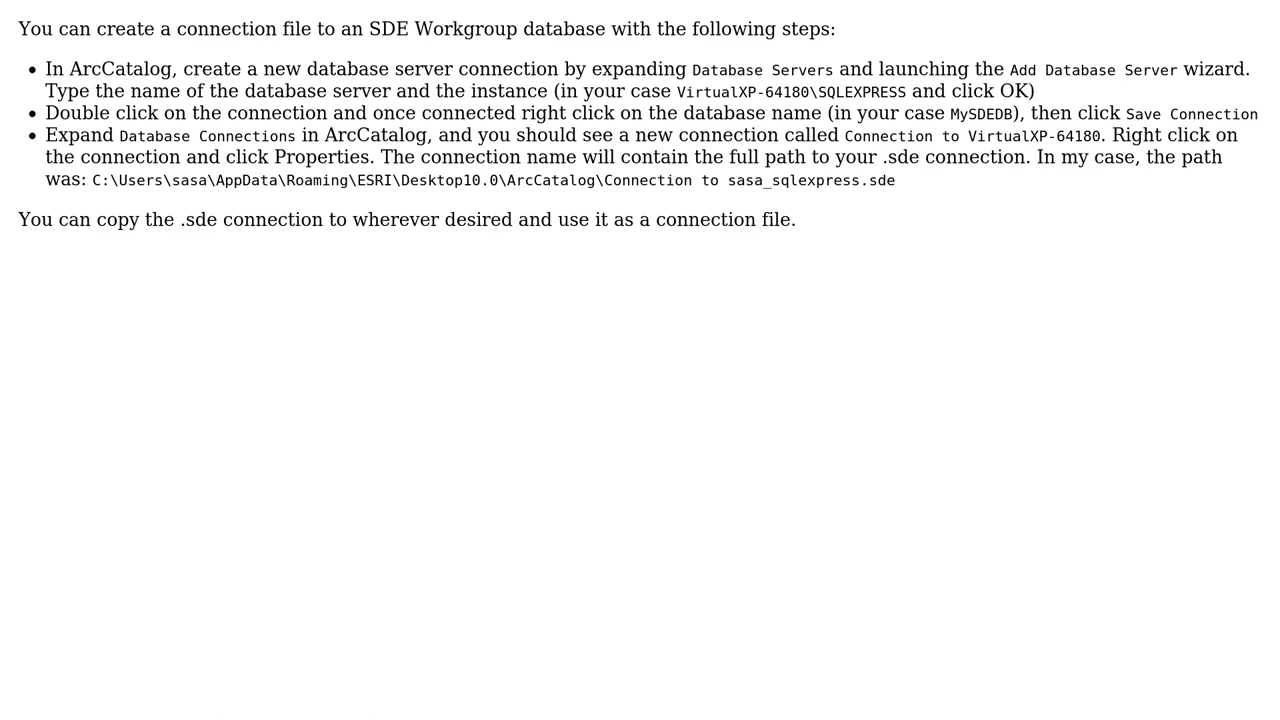 You can create a connection file to an SDE Workgroup database with the following steps:
• In ArcCatalog, create a new database server connection by expanding Database Servers and launching the Add Database Server wizard.
Type the name of the database server and the instance (in your case VirtualXP-64180\SQLEXPRESS and click OK)
• Double click on the connection and once connected right click on the database name (in your case MySDEDB), then click Save Connection
• Expand Database Connections in ArcCatalog, and you should see a new connection called Connection to VirtualXP-64180. Right click on
the connection and click Properties. The connection name will contain the full path to your .sde connection. In my case, the path
was: C:\Users\sasa\AppData\Roaming\ESRI\Desktop10.0\ArcCatalog\Connection to sasa_sqlexpress.sde
You can copy the .sde connection to wherever desired and use it as a connection file.